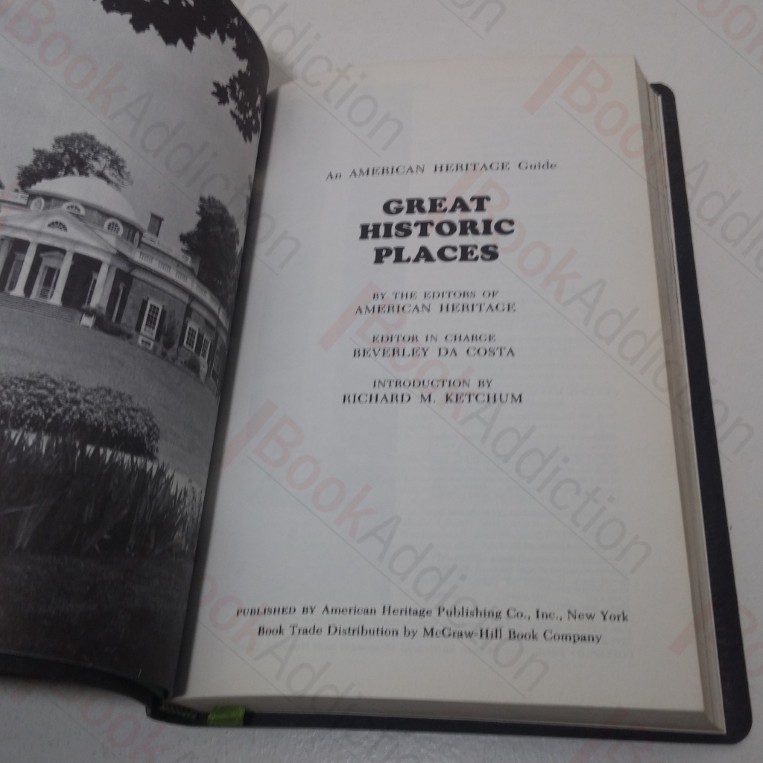 An AMERICAN HERITAGE Guide
GREAT
HISTORIC
PLACES
BY THE EDITORS OF
AMERICAN HERITAGE
EDITOR IN CHARGE
BEVERLEY DA COSTA
INTRODUCTION BY
RICHARD M. KETCHUM
PUBLISHED BY American Heritage Publishing Co., Inc., New York
Book Trade Distribution by McGraw-Hill Book Company
BookAddiction